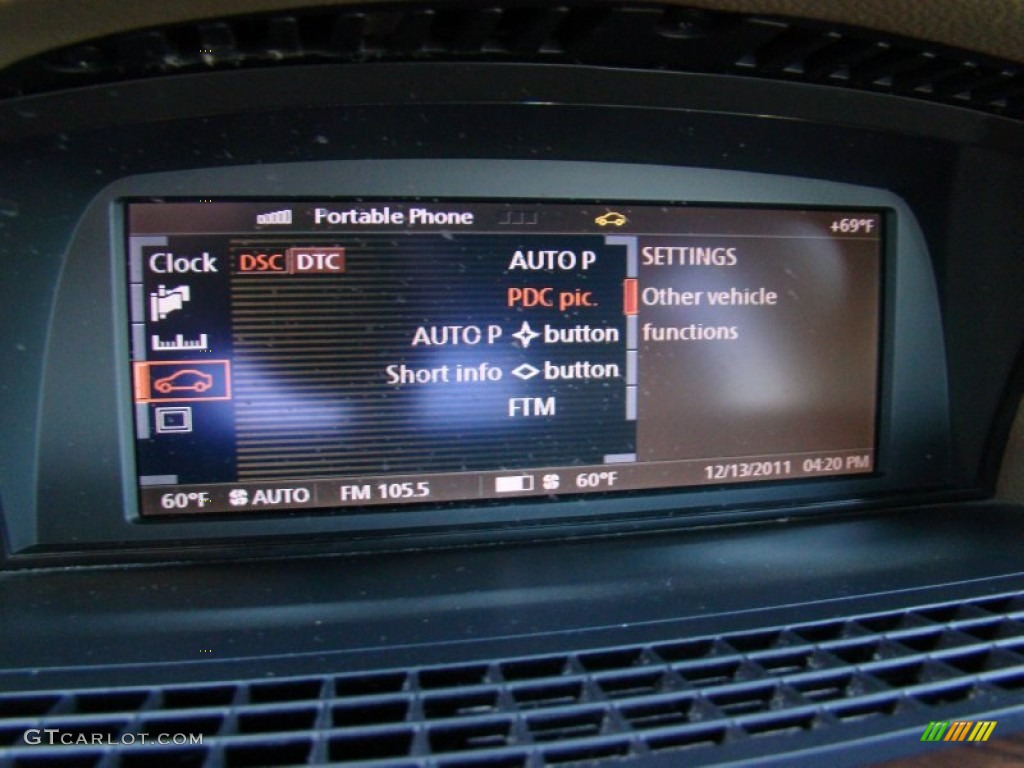 Portable Phone
+69°F
Clock DSC DTC AUTO P SETTINGS
PDC pic. Other vehicle
AUTO P button functions
Short info button
FTM
60°F AUTO FM 105.5 60°F 12/13/2011 04:20 PM
GTCARLOT.COM